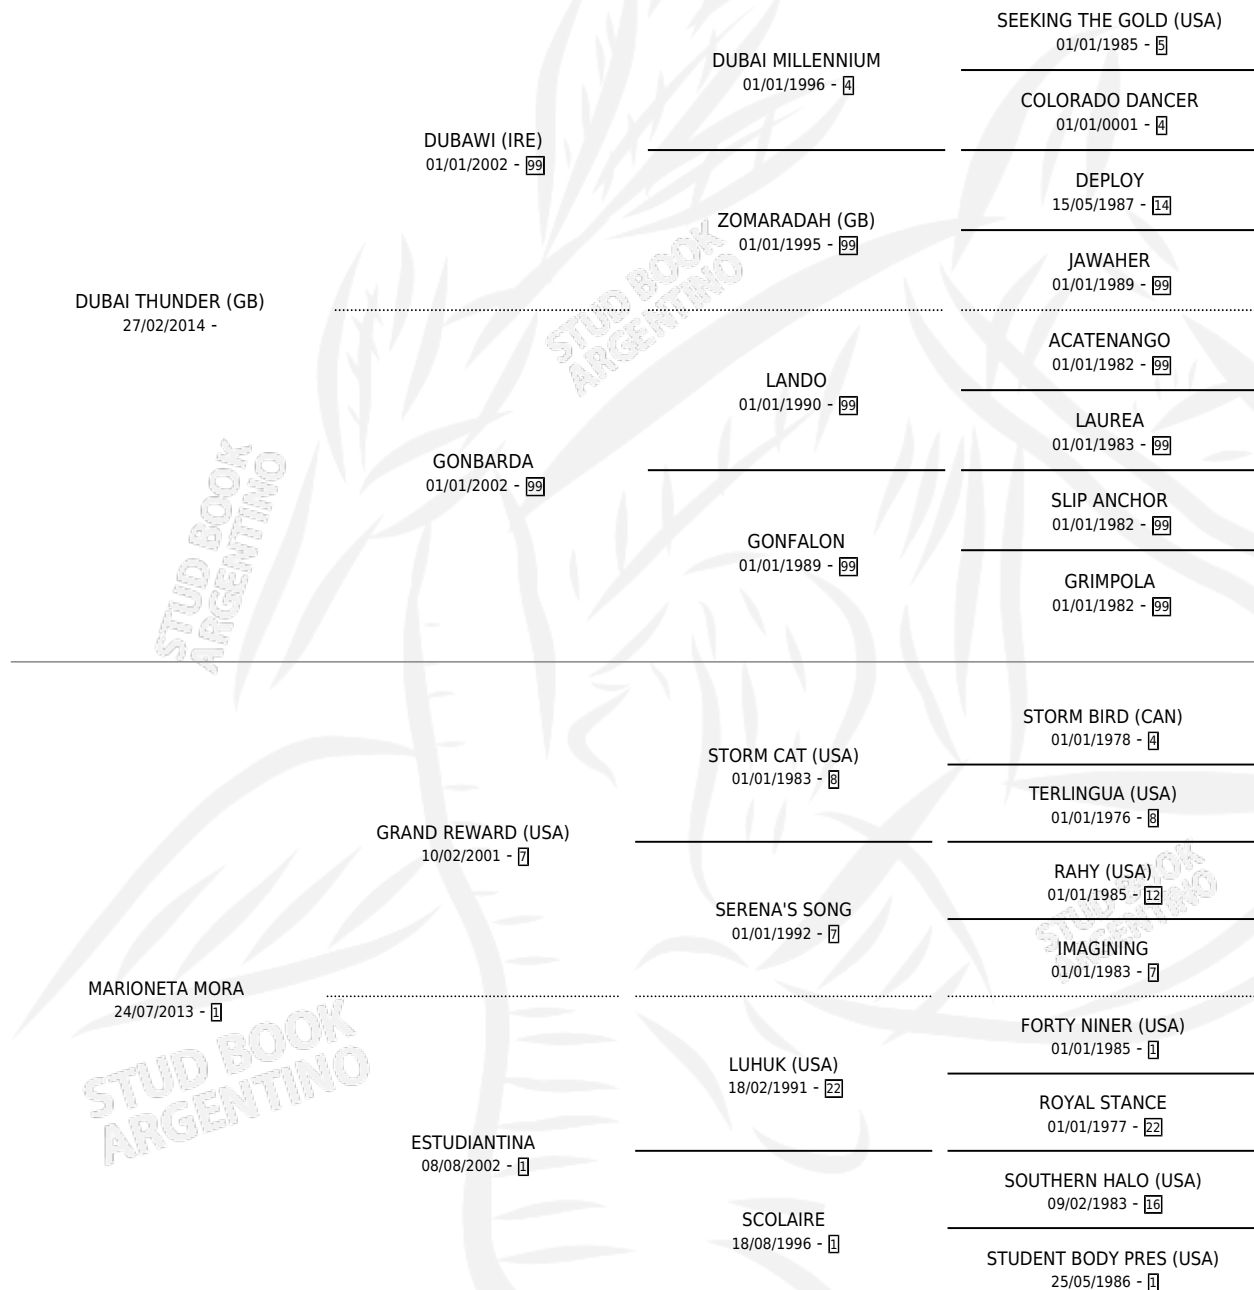 SEEKING THE GOLD (USA)
01/01/1985 - 5
DUBAI MILLENNIUM
01/01/1996 - 4
COLORADO DANCER
01/01/0001 - 4
DUBAWI (IRE)
01/01/2002 - 99
DEPLOY
15/05/1987 - 14
ZOMARADAH (GB)
01/01/1995 - 99
JAWAHER
01/01/1989 - 99
DUBAI THUNDER (GB)
27/02/2014 -
STUD BOOK
ARGENTINO
ACATENANGO
01/01/1982 - 99
LANDO
01/01/1990 - 99
LAUREA
01/01/1983 - 99
GONBARDA
01/01/2002 - 99
SLIP ANCHOR
01/01/1982 - 99
GONFALON
01/01/1989 - 99
GRIMPOLA
01/01/1982 - 99
STUD BOOK
ARGENTINO
STORM BIRD (CAN)
01/01/1978 - 4
STORM CAT (USA)
01/01/1983 - 8
TERLINGUA (USA)
01/01/1976 - 8
GRAND REWARD (USA)
10/02/2001 - 7
RAHY (USA)
01/01/1985 - 12
SERENA'S SONG
01/01/1992 - 7
IMAGINING
01/01/1983 - 7
STUD BOOK
ARGENTINO
MARIONETA MORA
24/07/2013 - 1
STUD BOOK
ARGENTINO
FORTY NINER (USA)
01/01/1985 - 1
LUHUK (USA)
18/02/1991 - 22
ROYAL STANCE
01/01/1977 - 22
ESTUDIANTINA
08/08/2002 - 1
SOUTHERN HALO (USA)
09/02/1983 - 16
SCOLAIRE
18/08/1996 - 1
STUDENT BODY PRES (USA)
25/05/1986 - 1